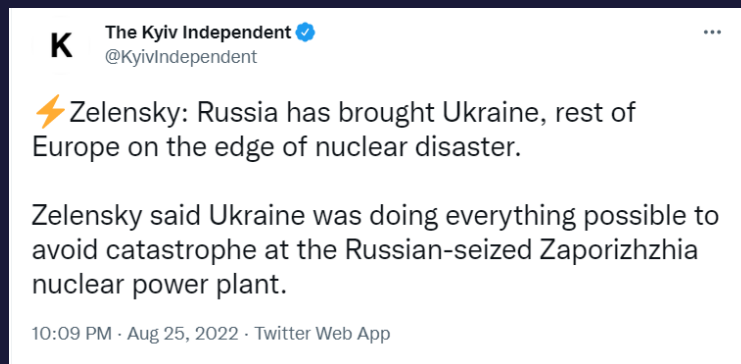 K
The Kyiv Independent
@KyivIndependent
⚡Zelensky: Russia has brought Ukraine, rest of
Europe on the edge of nuclear disaster.
Zelensky said Ukraine was doing everything possible to
avoid catastrophe at the Russian-seized Zaporizhzhia
nuclear power plant.
10:09 PM · Aug 25, 2022 · Twitter Web App